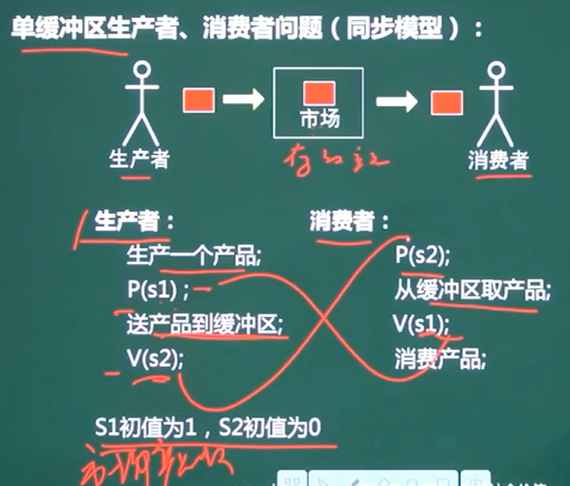 单缓冲区生产者、消费者问题（同步模型）：
市场
生产者
消费者
生产者：
生产一个产品;
P(s1) ;
送产品到缓冲区;
V(s2);
消费者：
P(s2);
从缓冲区取产品;
V(s1);
消费产品;
S1初值为1，S2初值为0